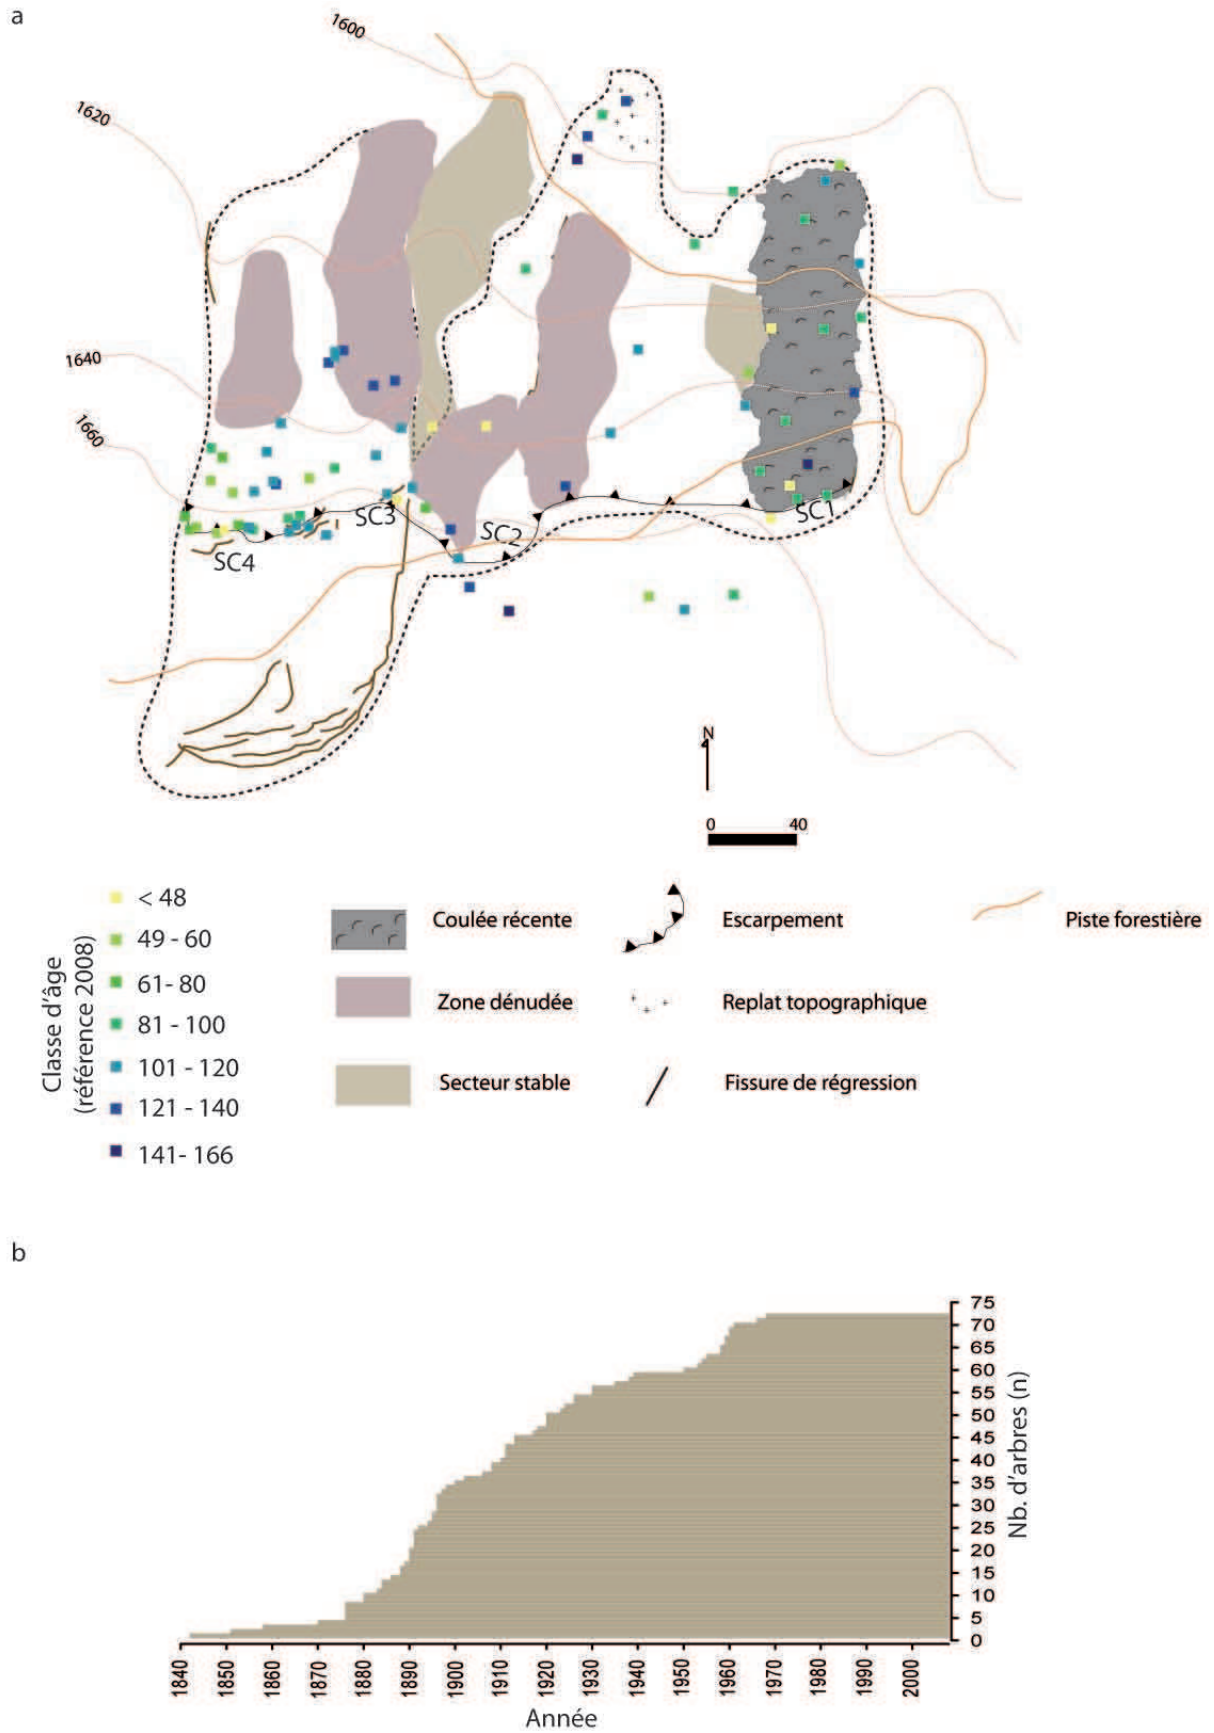 a
1600
1620
1640
1660
SC1
SC2
SC3
SC4
N
0 40
Classe d'âge
(référence 2008)
< 48
49 - 60
61- 80
81 - 100
101 - 120
121 - 140
141- 166
Coulée récente
Zone dénudée
Secteur stable
Escarpement
Replat topographique
Fissure de régression
Piste forestière
b
75
70
65
60
55
50
45
40
35
30
25
20
15
10
5
0
Nb. d'arbres (n)
1840 1850 1860 1870 1880 1890 1900 1910 1920 1930 1940 1950 1960 1970 1980 1990 2000
Année